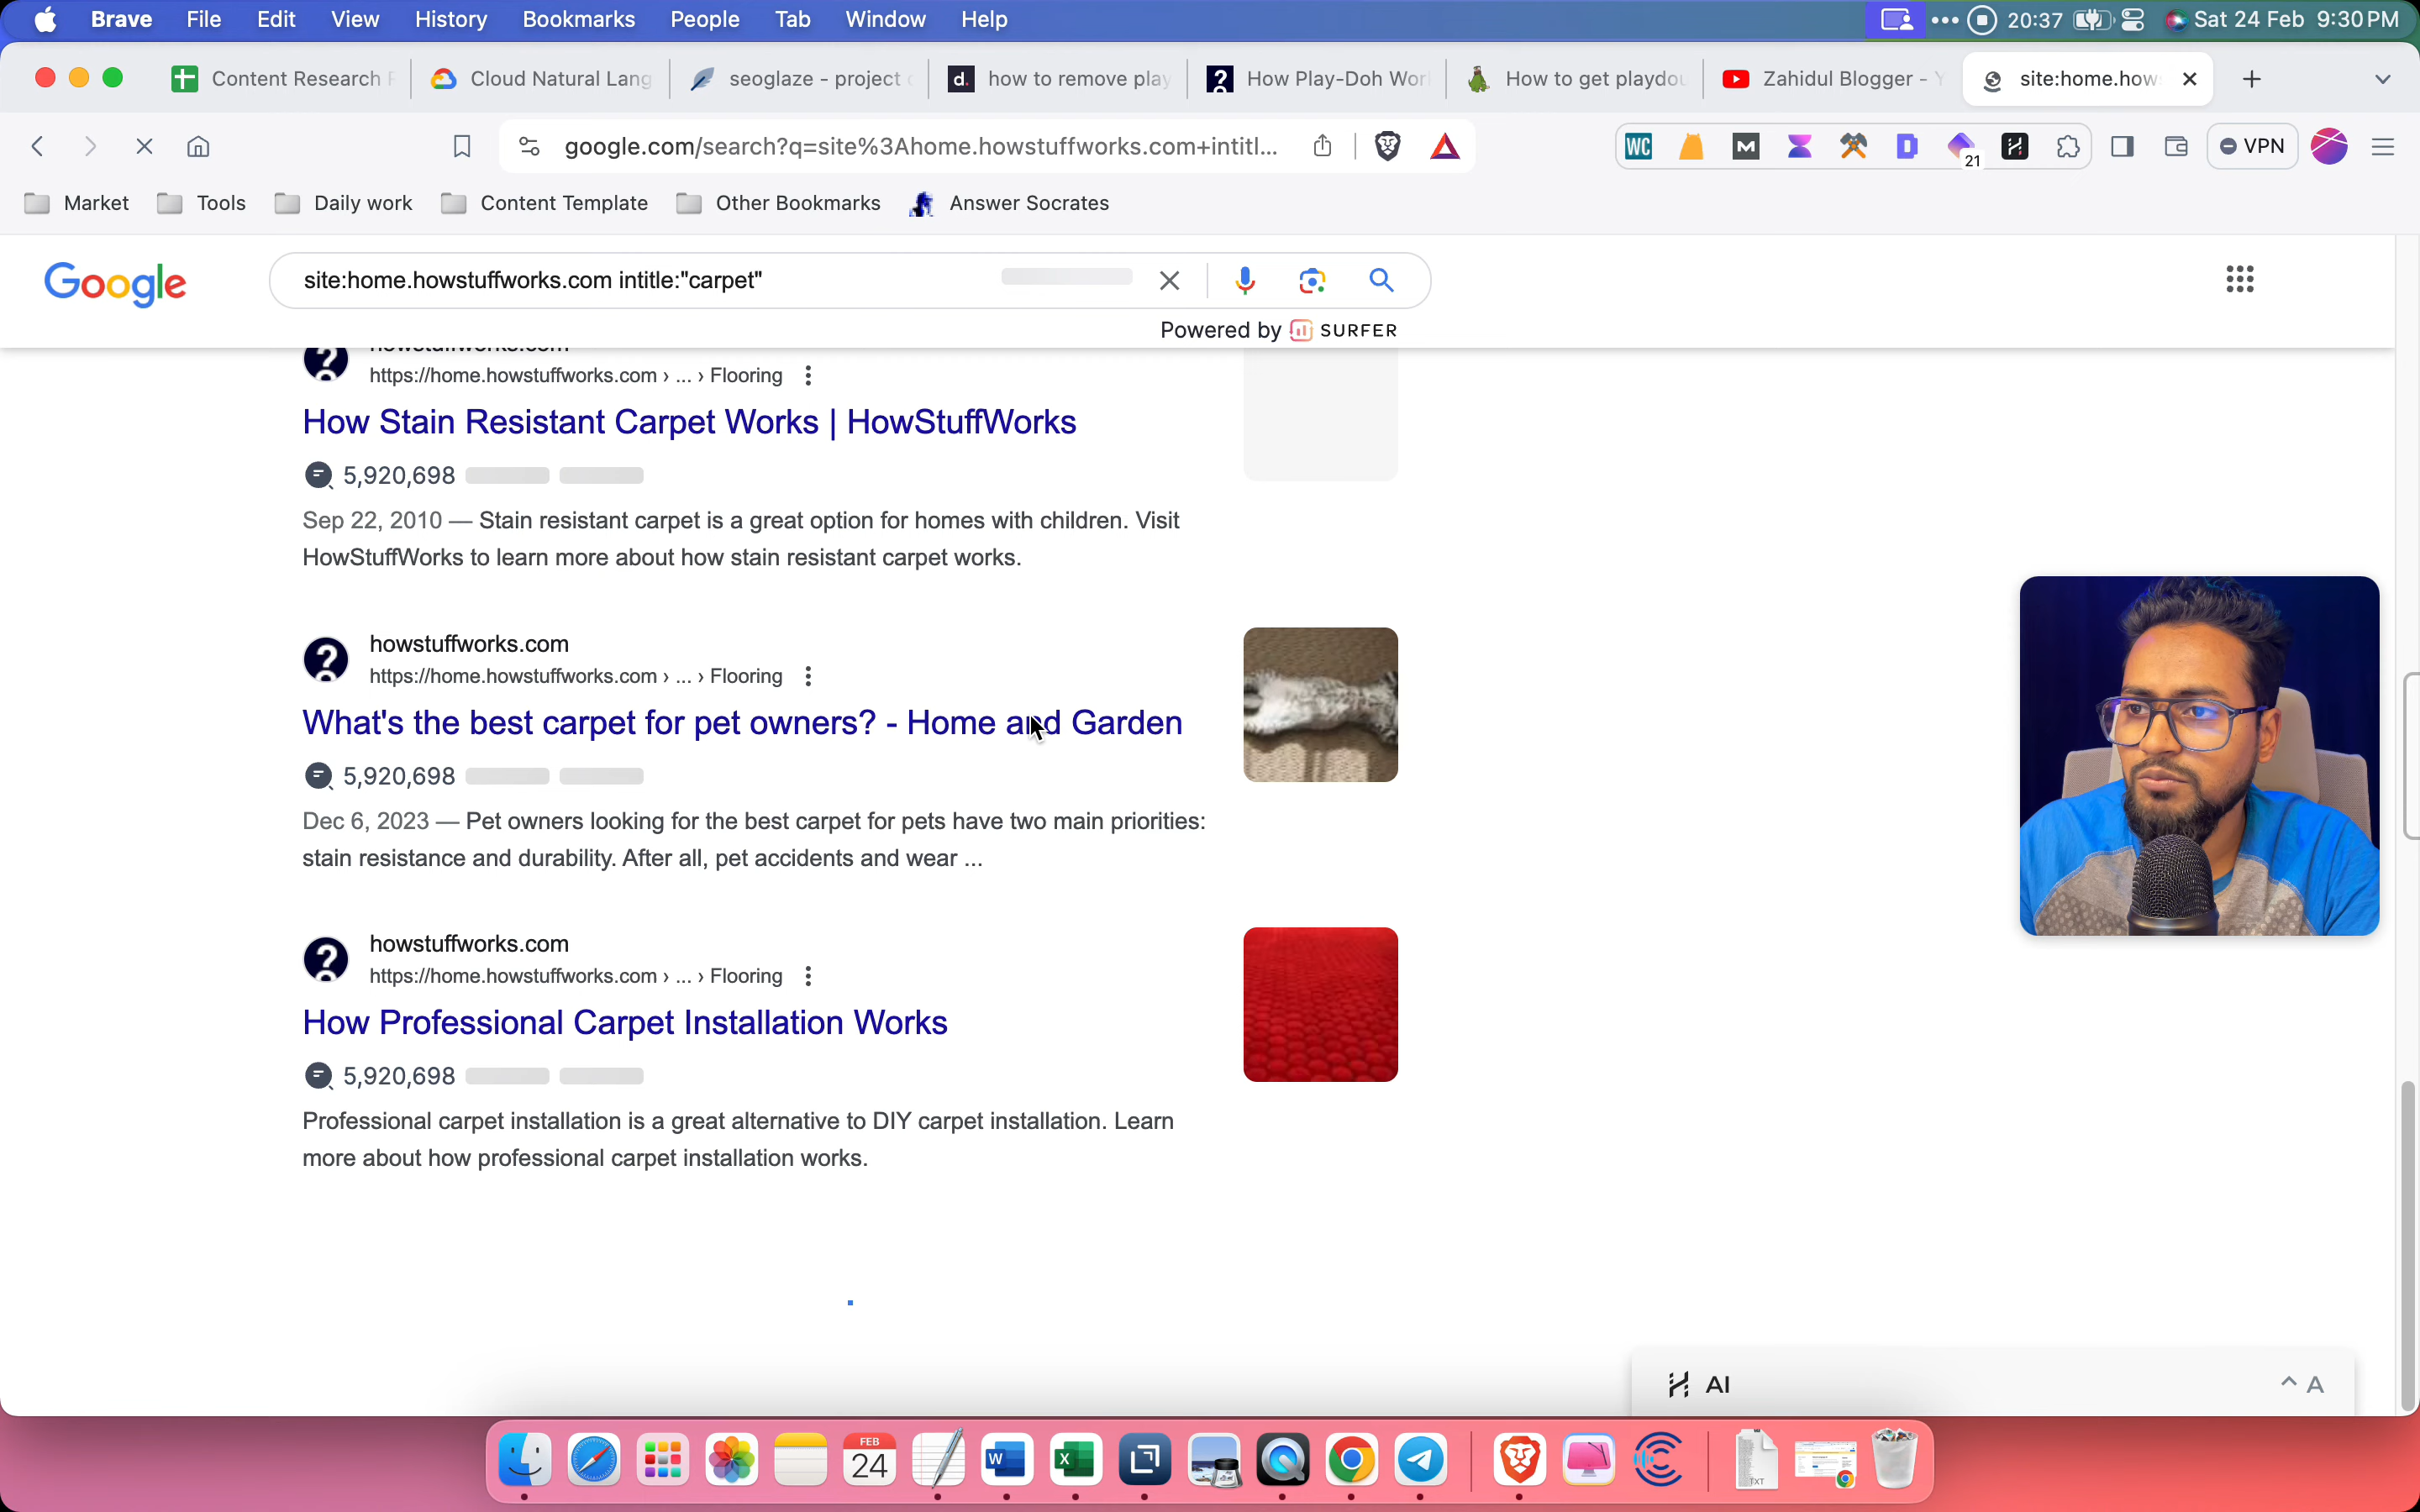 Brave File Edit View History Bookmarks People Tab Window Help 20:37 Sat 24 Feb 9:30 PM
Content Research Cloud Natural Lang seoglaze - project how to remove play d. How Play-Doh Wor How to get playdou Zahidul Blogger - site:home.how
google.com/search?q=site%3Ahome.howstuffworks.com+intitl... WC M D 21 VPN
Market Tools Daily work Content Template Other Bookmarks Answer Socrates
Google site:home.howstuffworks.com intitle:"carpet"
Powered by SURFER
https://home.howstuffworks.com › ... › Flooring
How Stain Resistant Carpet Works | HowStuffWorks
5,920,698
Sep 22, 2010 — Stain resistant carpet is a great option for homes with children. Visit
HowStuffWorks to learn more about how stain resistant carpet works.
howstuffworks.com
https://home.howstuffworks.com › ... › Flooring
What's the best carpet for pet owners? - Home and Garden
5,920,698
Dec 6, 2023 — Pet owners looking for the best carpet for pets have two main priorities:
stain resistance and durability. After all, pet accidents and wear ...
howstuffworks.com
https://home.howstuffworks.com › ... › Flooring
How Professional Carpet Installation Works
5,920,698
Professional carpet installation is a great alternative to DIY carpet installation. Learn
more about how professional carpet installation works.
AI A
FEB
24
W
X
TXT